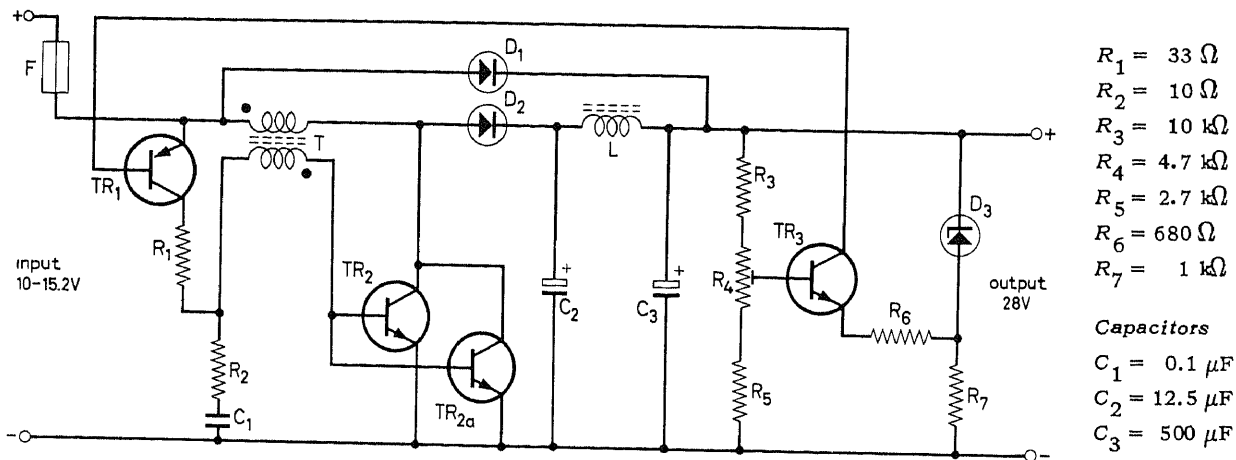 +
F
D1
D2
T
L
TR1
R1
input
10-15.2V
R2
C1
TR2
TR2a
C2
C3
R3
R4
R5
TR3
R6
D3
R7
output
28V
+
+
+
-
-
R1 = 33 Ω
R2 = 10 Ω
R3 = 10 kΩ
R4 = 4.7 kΩ
R5 = 2.7 kΩ
R6 = 680 Ω
R7 = 1 kΩ
Capacitors
C1 = 0.1 μF
C2 = 12.5 μF
C3 = 500 μF